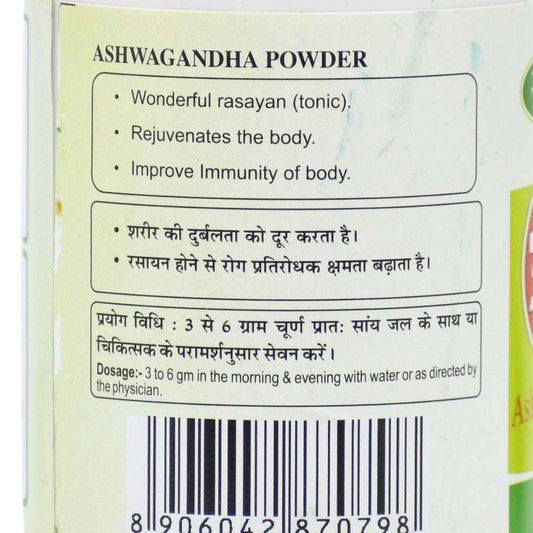 ASHWAGANDHA POWDER
• Wonderful rasayan (tonic).
• Rejuvenates the body.
• Improve Immunity of body.
• शरीर की दुर्बलता को दूर करता है।
• रसायन होने से रोग प्रतिरोधक क्षमता बढ़ाता है।
प्रयोग विधि : 3 से 6 ग्राम चूर्ण प्रातः सांय जल के साथ या
चिकित्सक के परामर्शनुसार सेवन करें।
Dosage:- 3 to 6 gm in the morning & evening with water or as directed by
the physician.
8 906042 870798